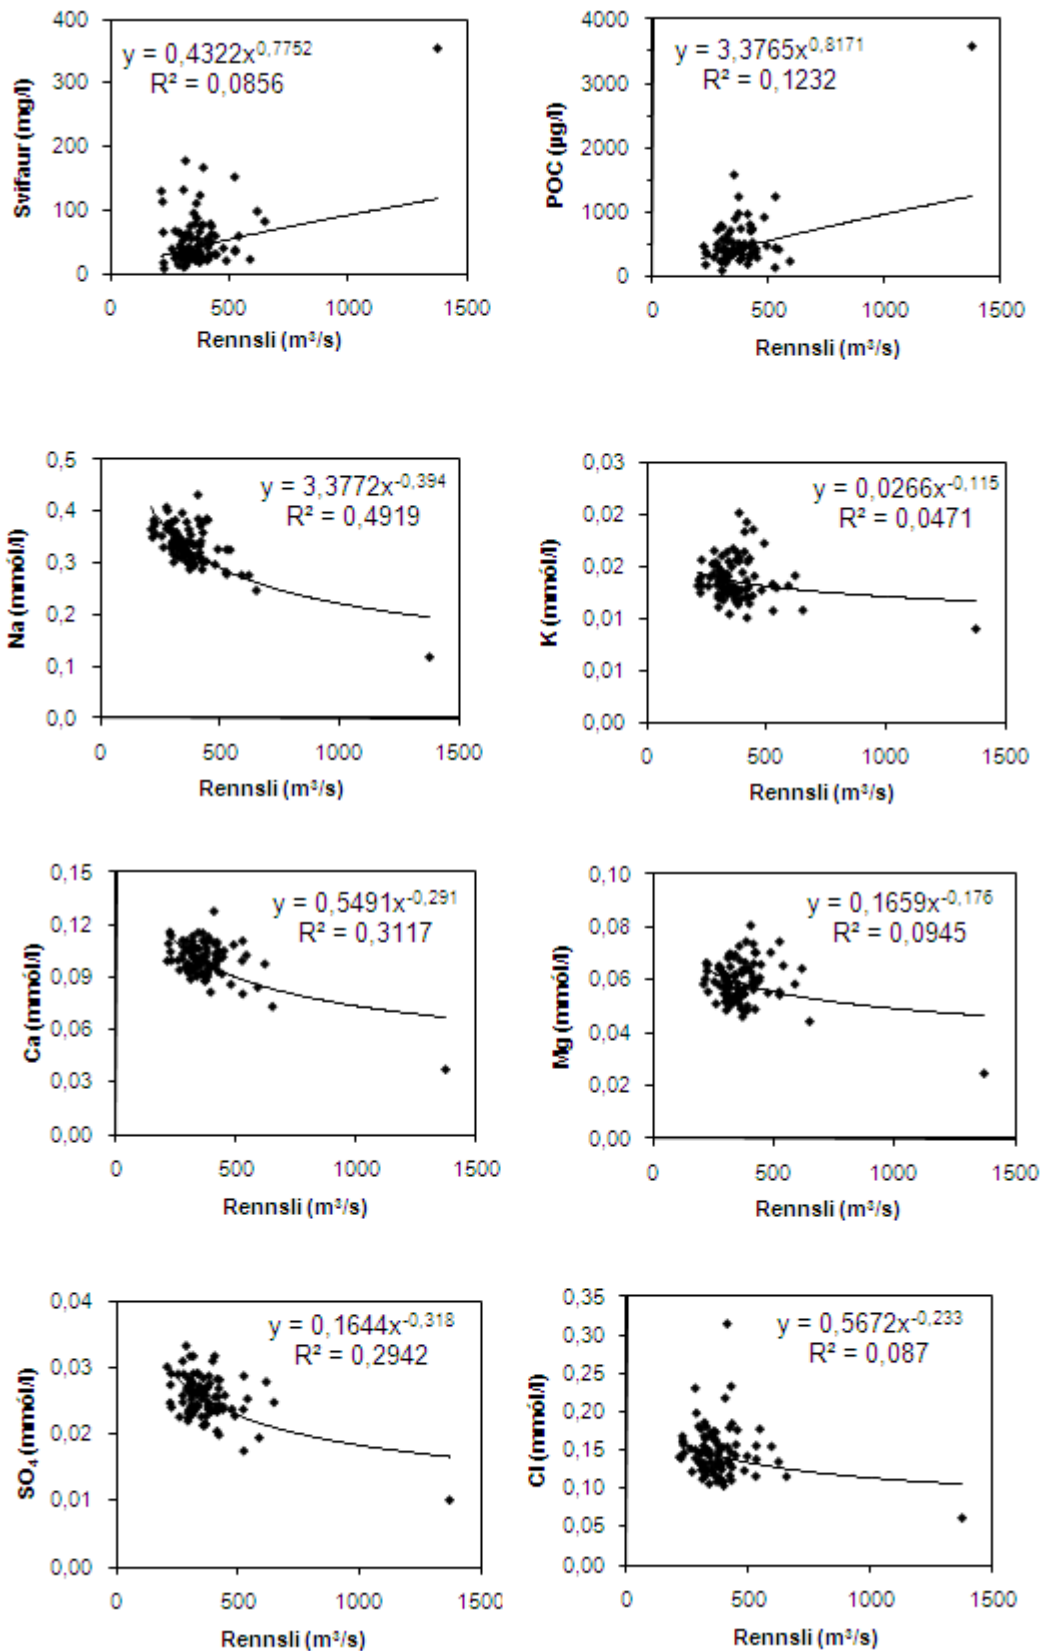 y = 0,4322x^0,7752
R² = 0,0856
400
300
200
100
0
Svifaur (mg/l)
0 500 1000 1500
Rennsli (m³/s)
y = 3,3765x^0,8171
R² = 0,1232
4000
3000
2000
1000
0
POC (µg/l)
0 500 1000 1500
Rennsli (m³/s)
y = 3,3772x^-0,394
R² = 0,4919
0,5
0,4
0,3
0,2
0,1
0,0
Na (mmól/l)
0 500 1000 1500
Rennsli (m³/s)
y = 0,0266x^-0,115
R² = 0,0471
0,03
0,02
0,02
0,01
0,01
0,00
K (mmól/l)
0 500 1000 1500
Rennsli (m³/s)
y = 0,5491x^-0,291
R² = 0,3117
0,15
0,12
0,09
0,06
0,03
0,00
Ca (mmól/l)
0 500 1000 1500
Rennsli (m³/s)
y = 0,1659x^-0,176
R² = 0,0945
0,10
0,08
0,06
0,04
0,02
0,00
Mg (mmól/l)
0 500 1000 1500
Rennsli (m³/s)
y = 0,1644x^-0,318
R² = 0,2942
0,04
0,03
0,02
0,01
0,00
SO₄ (mmól/l)
0 500 1000 1500
Rennsli (m³/s)
y = 0,5672x^-0,233
R² = 0,087
0,35
0,30
0,25
0,20
0,15
0,10
0,05
0,00
Cl (mmól/l)
0 500 1000 1500
Rennsli (m³/s)